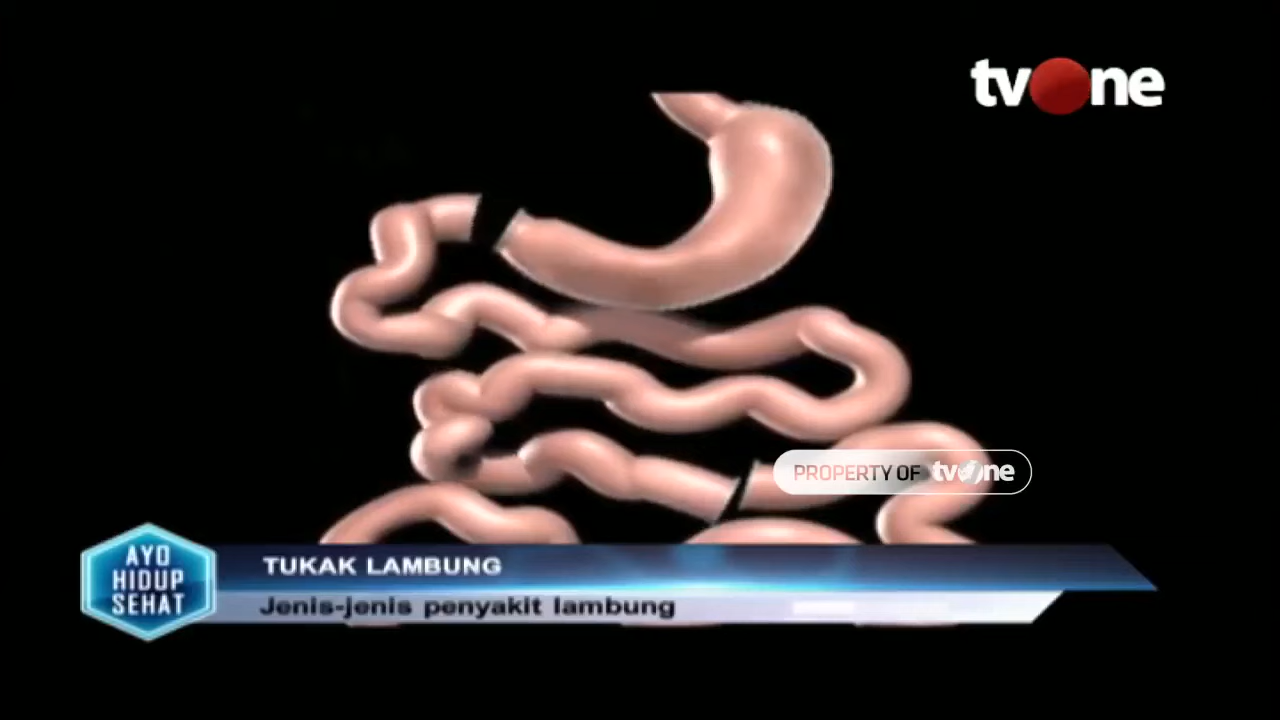 tvOne
PROPERTY OF tvOne
AYO
HIDUP
SEHAT
TUKAK LAMBUNG
Jenis-jenis penyakit lambung